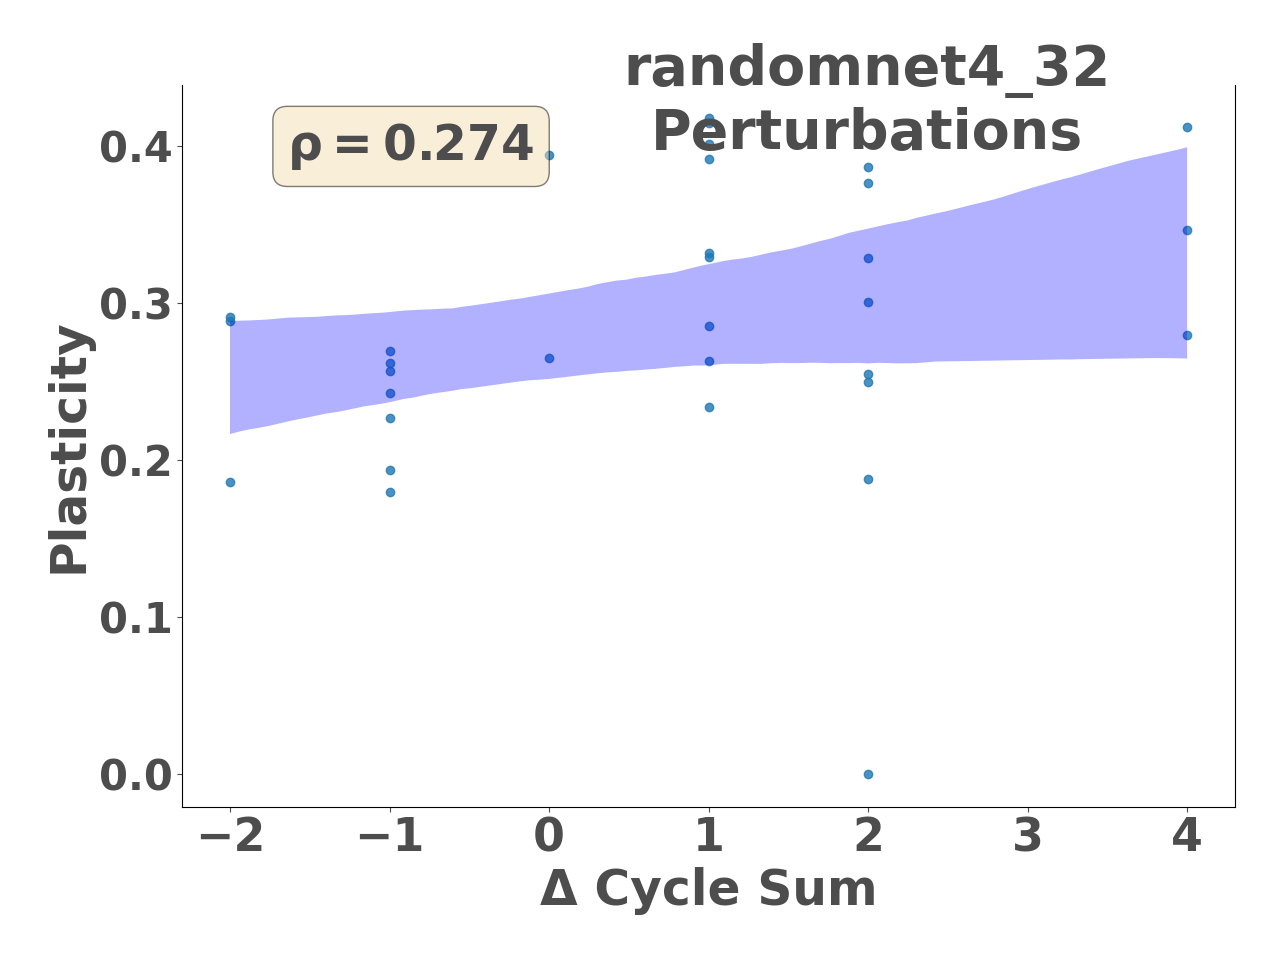 randomnet4_32
Perturbations
ρ = 0.274
Plasticity
0.4
0.3
0.2
0.1
0.0
−2 −1 0 1 2 3 4
Δ Cycle Sum